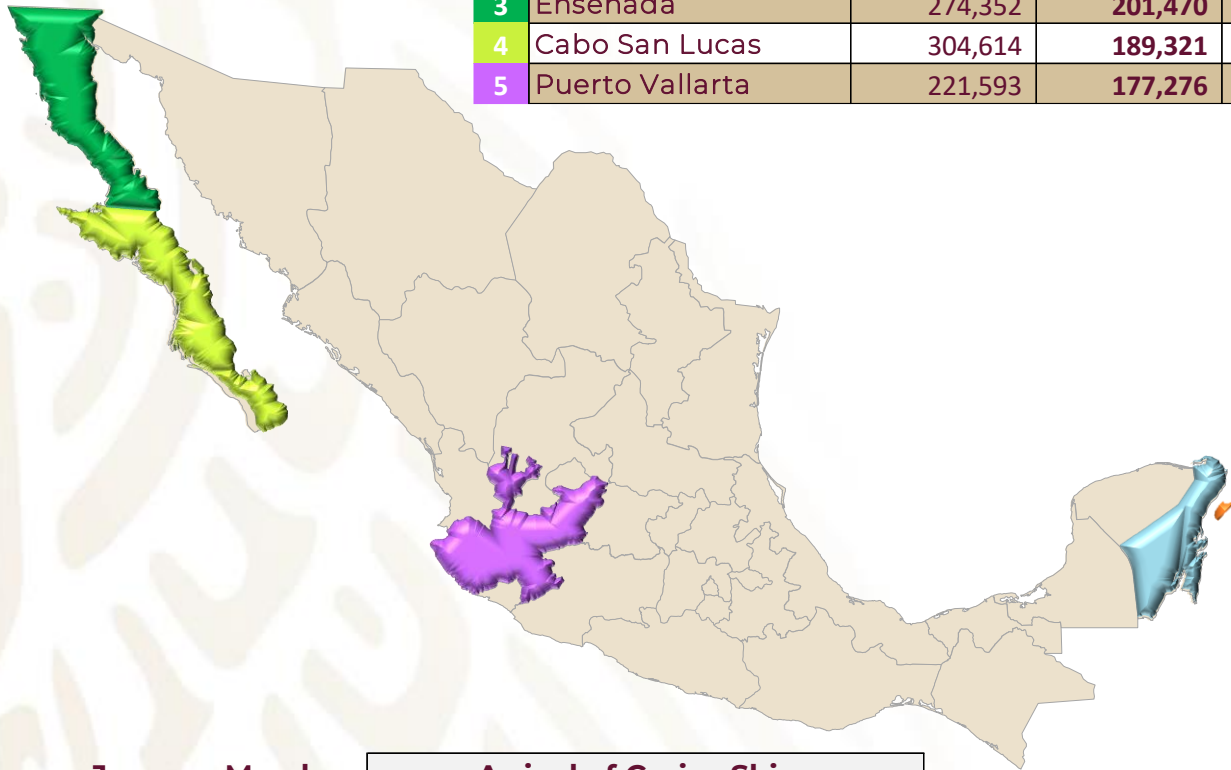 3 Ensenada 274,352 201,470
4 Cabo San Lucas 304,614 189,321
5 Puerto Vallarta 221,593 177,276